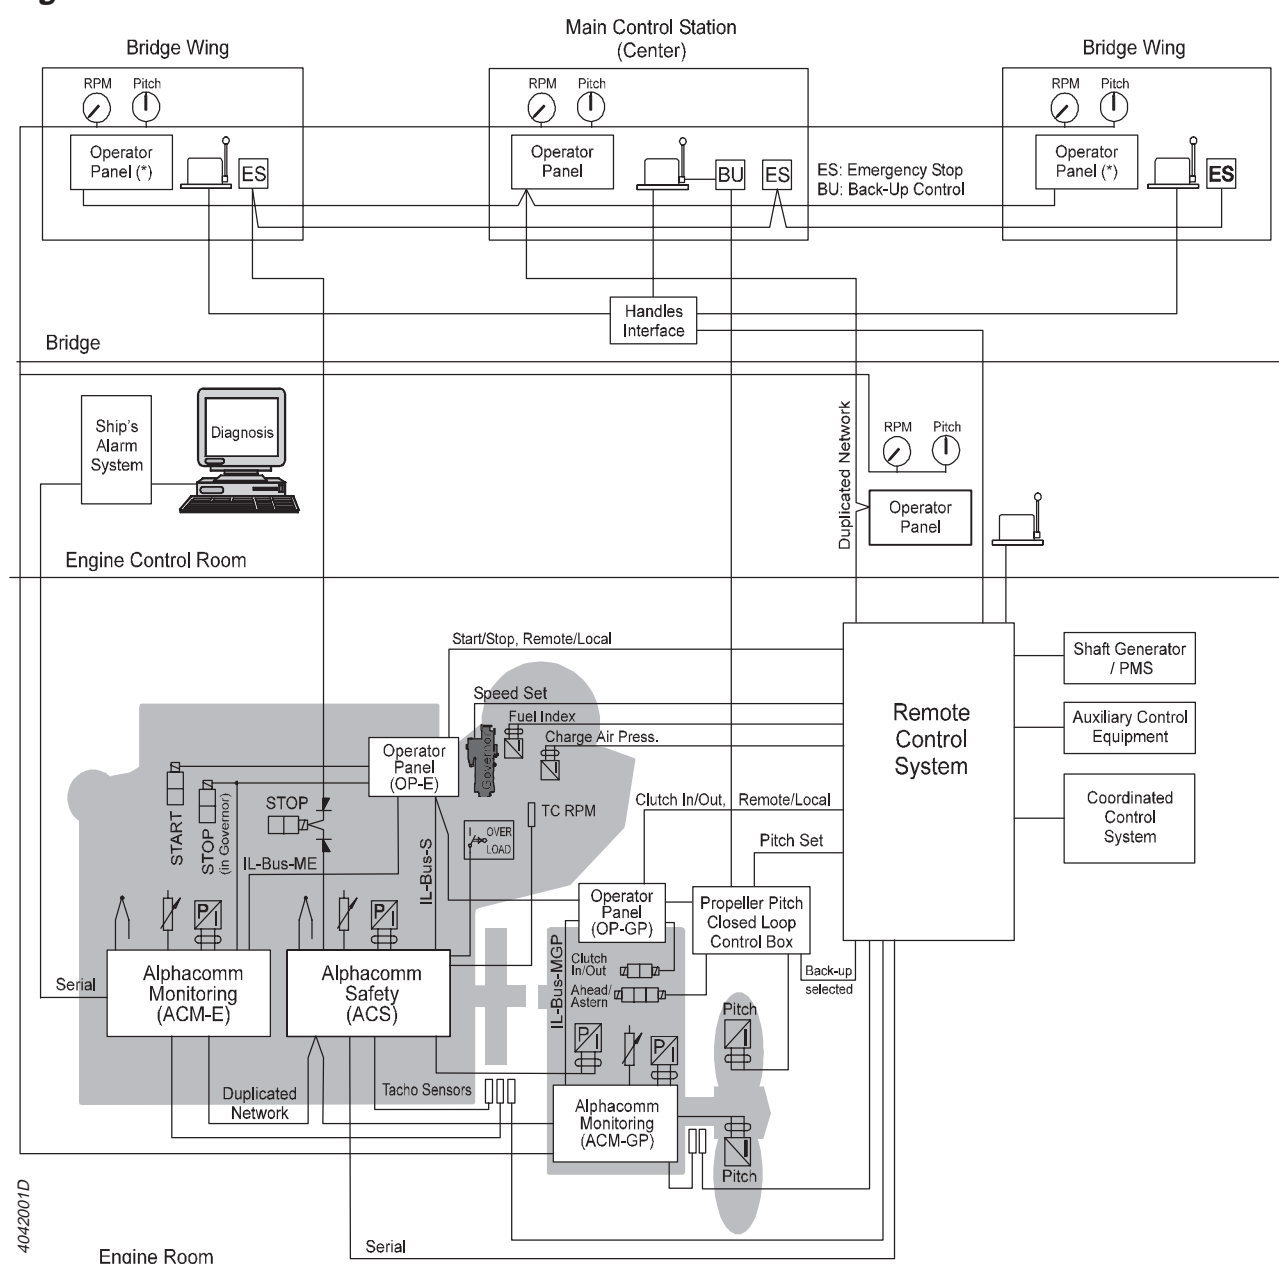 Main Control Station
(Center)
Bridge Wing
Bridge Wing
RPM
Pitch
RPM
Pitch
RPM
Pitch
Operator
Panel (*)
ES
Operator
Panel
BU
ES
ES: Emergency Stop
BU: Back-Up Control
Operator
Panel (*)
ES
Handles
Interface
Bridge
Ship's
Alarm
System
Diagnosis
Duplicated Network
RPM
Pitch
Operator
Panel
Engine Control Room
Start/Stop, Remote/Local
Speed Set
Fuel Index
Charge Air Press.
Governor
Operator
Panel
(OP-E)
START
STOP
(in Governor)
STOP
IL-Bus-ME
IL-Bus-S
I
OVER
LOAD
TC RPM
Clutch In/Out, Remote/Local
Pitch Set
Remote
Control
System
Shaft Generator
/ PMS
Auxiliary Control
Equipment
Coordinated
Control
System
Operator
Panel
(OP-GP)
Propeller Pitch
Closed Loop
Control Box
Back-up
selected
P
I
P
I
Serial
Alphacomm
Monitoring
(ACM-E)
Alphacomm
Safety
(ACS)
IL-Bus-MGP
Clutch
In/Out
Ahead/
Astern
P
I
P
I
Pitch
I
Duplicated
Network
Tacho Sensors
Alphacomm
Monitoring
(ACM-GP)
I
Pitch
Serial
4042001D
Engine Room